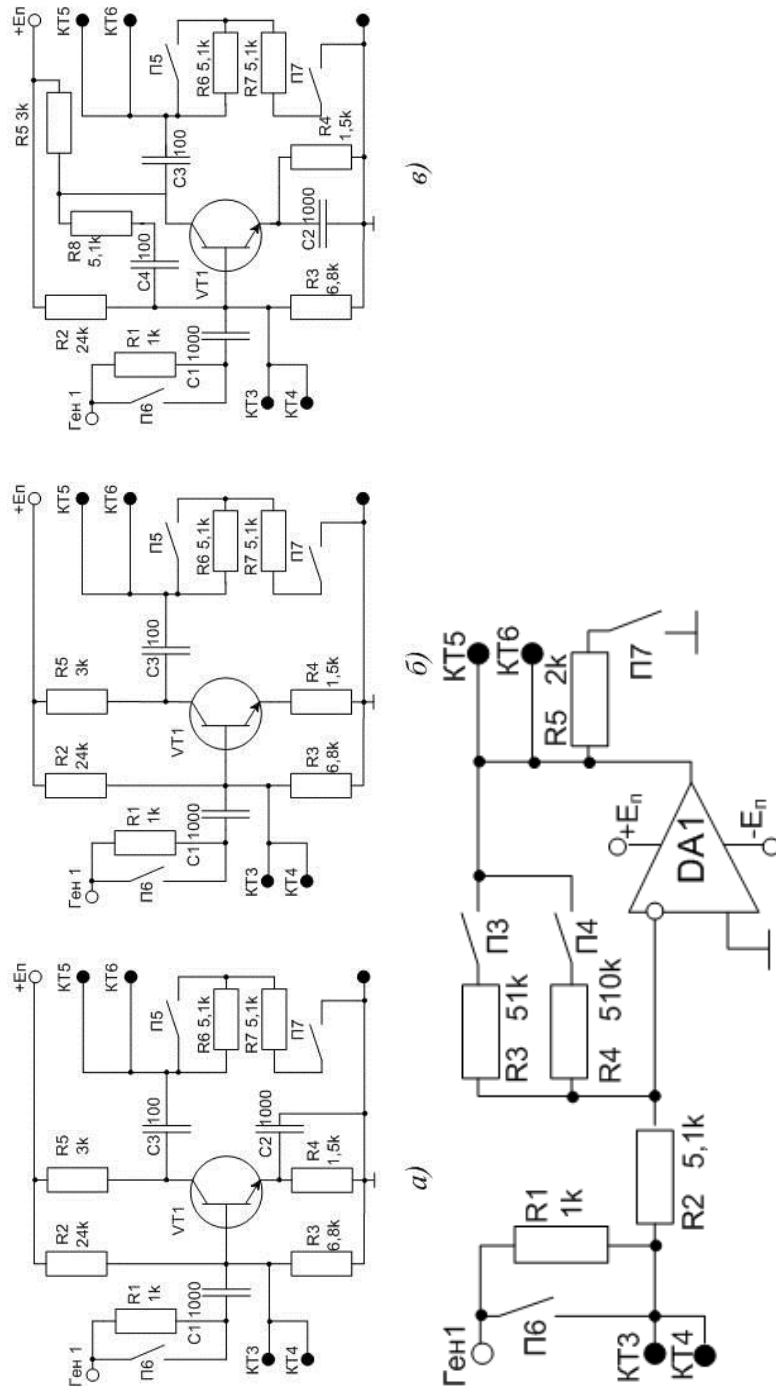 Ген 1
R1
1k
П6
C1 1000
КТ3
КТ4
R2
24k
R3
6,8k
VT1
R5
3k
C3
100
C2
1000
R4
1,5k
П5
R6 5,1k
R7 5,1k
П7
+Eп
КТ5
КТ6
а)
Ген 1
R1
1k
П6
C1 1000
КТ3
КТ4
R2
24k
R3
6,8k
VT1
R5
3k
C3
100
R4
1,5k
П5
R6 5,1k
R7 5,1k
П7
+Eп
КТ5
КТ6
б)
Ген 1
R1
1k
П6
C1 1000
КТ3
КТ4
R2
24k
R3
6,8k
R8
5,1k
C4
100
VT1
R5 3k
C3
100
C2 1000
R4
1,5k
П5
R6 5,1k
R7 5,1k
П7
+Eп
КТ5
КТ6
в)
Ген1
П6
R1
1k
КТ3
КТ4
R2
5,1k
R3
51k
П3
R4
510k
П4
DA1
+Eп
-Eп
КТ5
КТ6
R5
2k
П7